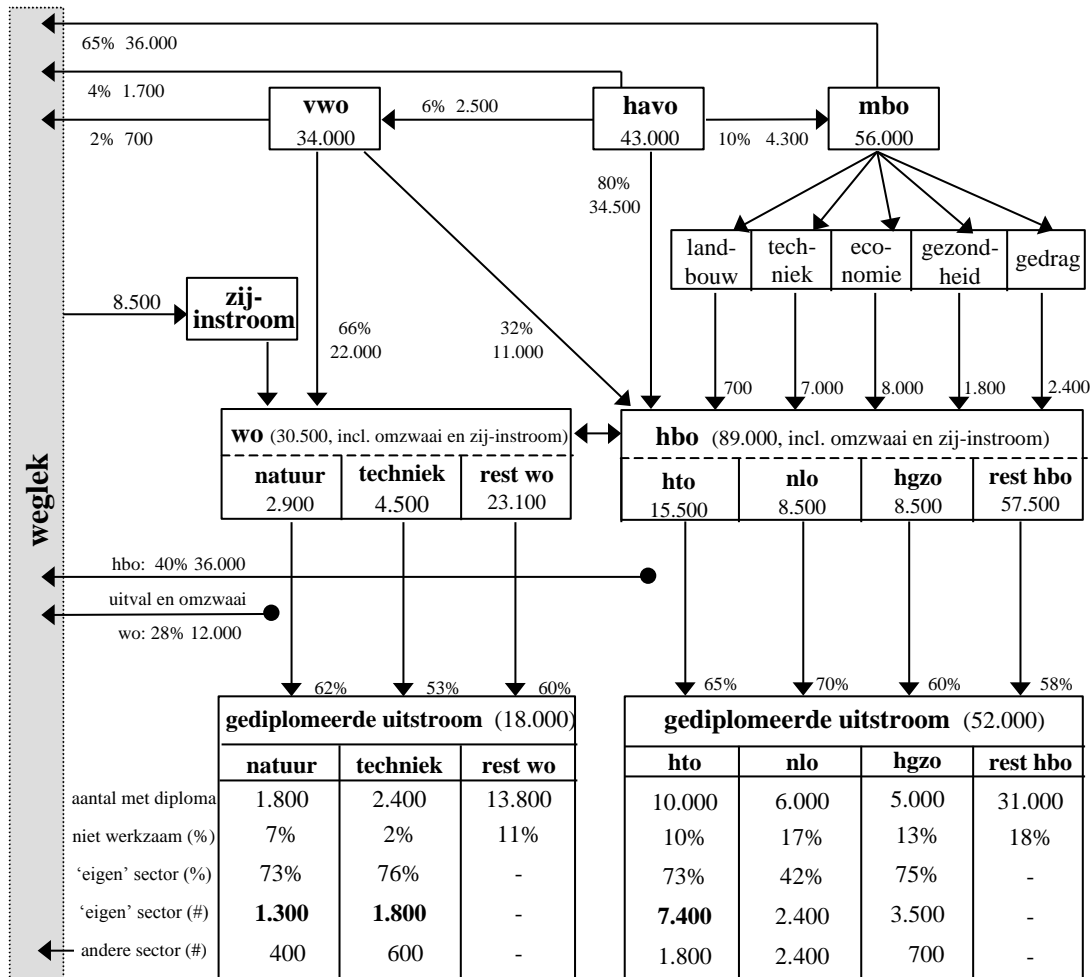 65% 36.000
4% 1.700
vwo
34.000
6% 2.500
havo
43.000
10% 4.300
mbo
56.000
2% 700
80%
34.500
land-
bouw
tech-
niek
eco-
nomie
gezond-
heid
gedrag
8.500
zij-
instroom
66%
22.000
32%
11.000
700
7.000
8.000
1.800
2.400
wo (30.500, incl. omzwaai en zij-instroom)
natuur
2.900
techniek
4.500
rest wo
23.100
hbo (89.000, incl. omzwaai en zij-instroom)
hto
15.500
nlo
8.500
hgzo
8.500
rest hbo
57.500
weglek
hbo: 40% 36.000
uitval en omzwaai
wo: 28% 12.000
62% 53% 60%
65% 70% 60% 58%
gediplomeerde uitstroom (18.000)
gediplomeerde uitstroom (52.000)
natuur techniek rest wo hto nlo hgzo rest hbo
aantal met diploma 1.800 2.400 13.800 10.000 6.000 5.000 31.000
niet werkzaam (%) 7% 2% 11% 10% 17% 13% 18%
‘eigen’ sector (%) 73% 76% - 73% 42% 75% -
‘eigen’ sector (#) 1.300 1.800 - 7.400 2.400 3.500 -
andere sector (#) 400 600 - 1.800 2.400 700 -